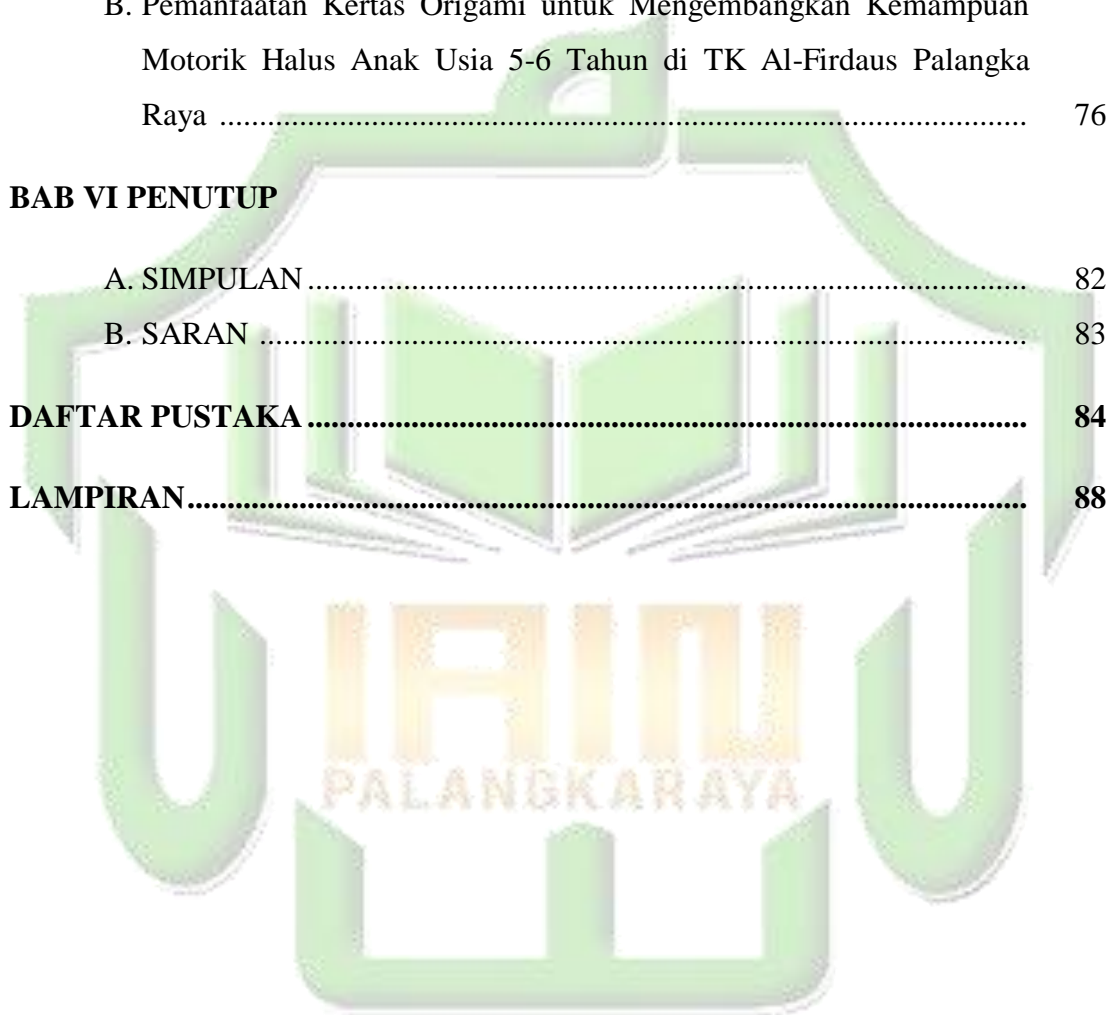 B. Pemanfaatan Kertas Origami untuk Mengembangkan Kemampuan
Motorik Halus Anak Usia 5-6 Tahun di TK Al-Firdaus Palangka
Raya ........................................................................................................ 76
BAB VI PENUTUP
A. SIMPULAN ............................................................................................ 82
B. SARAN .................................................................................................. 83
DAFTAR PUSTAKA ............................................................................................ 84
LAMPIRAN ............................................................................................................ 88
IAIN
PALANGKARAYA